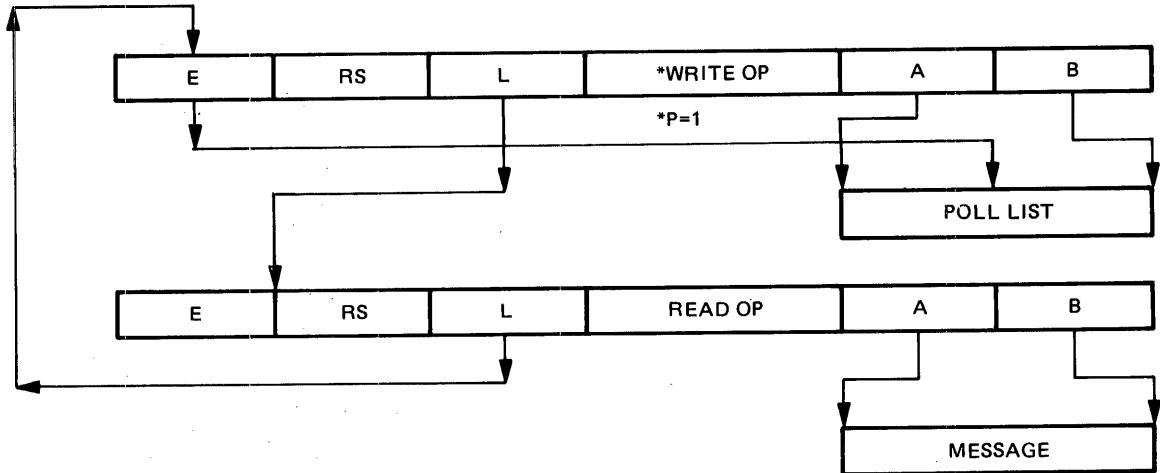 E RS L *WRITE OP A B
*P=1
POLL LIST
E RS L READ OP A B
MESSAGE